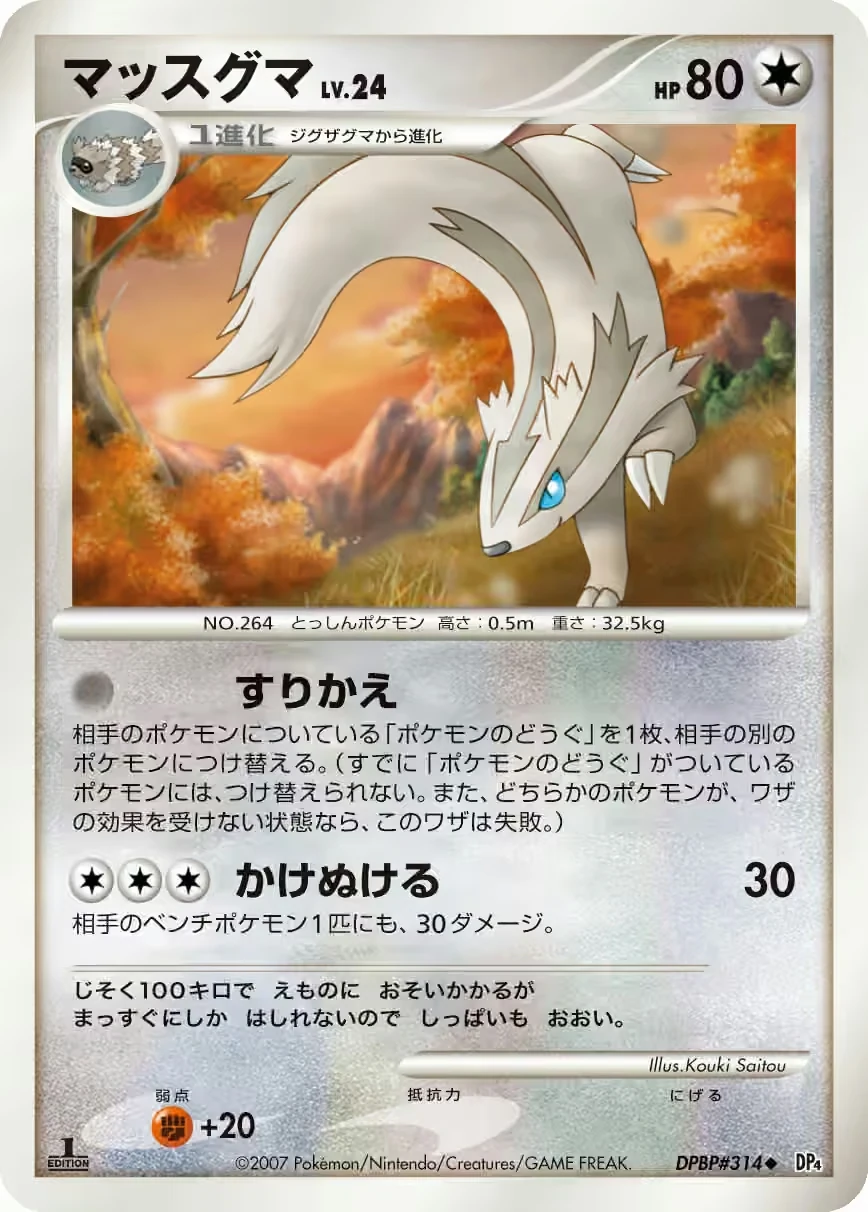 マッスグマ LV.24 HP 80
1進化 ジグザグマから進化
NO.264 とっしんポケモン 高さ：0.5m 重さ：32.5kg
すりかえ
相手のポケモンについている「ポケモンのどうぐ」を1枚、相手の別の
ポケモンにつけ替える。（すでに「ポケモンのどうぐ」がついている
ポケモンには、つけ替えられない。また、どちらかのポケモンが、ワザ
の効果を受けない状態なら、このワザは失敗。）
かけぬける 30
相手のベンチポケモン1匹にも、30ダメージ。
じそく100キロで えものに おそいかかるが
まっすぐにしか はしれないので しっぱいも おおい。
Illus.Kouki Saitou
弱点 抵抗力 にげる
+20
1 EDITION ©2007 Pokémon/Nintendo/Creatures/GAME FREAK. DPBP#314◆ DP4